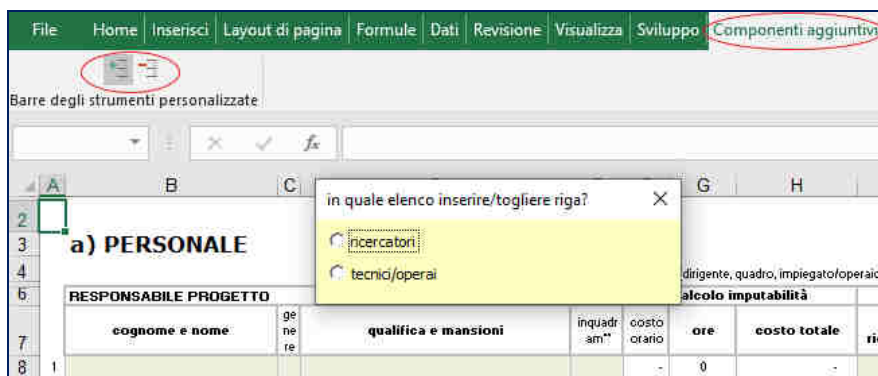 File Home Inserisci Layout di pagina Formule Dati Revisione Visualizza Sviluppo Componenti aggiuntivi
Barre degli strumenti personalizzate
fx
A B C G H
in quale elenco inserire/togliere riga?
ricercatori
tecnici/operai
2
3 a) PERSONALE
4 dirigente, quadro, impiegato/operaio
6 RESPONSABILE PROGETTO alcolo imputabilità
7 cognome e nome ge ne re qualifica e mansioni inquadr am** costo orario ore costo totale
8 1 - 0 -